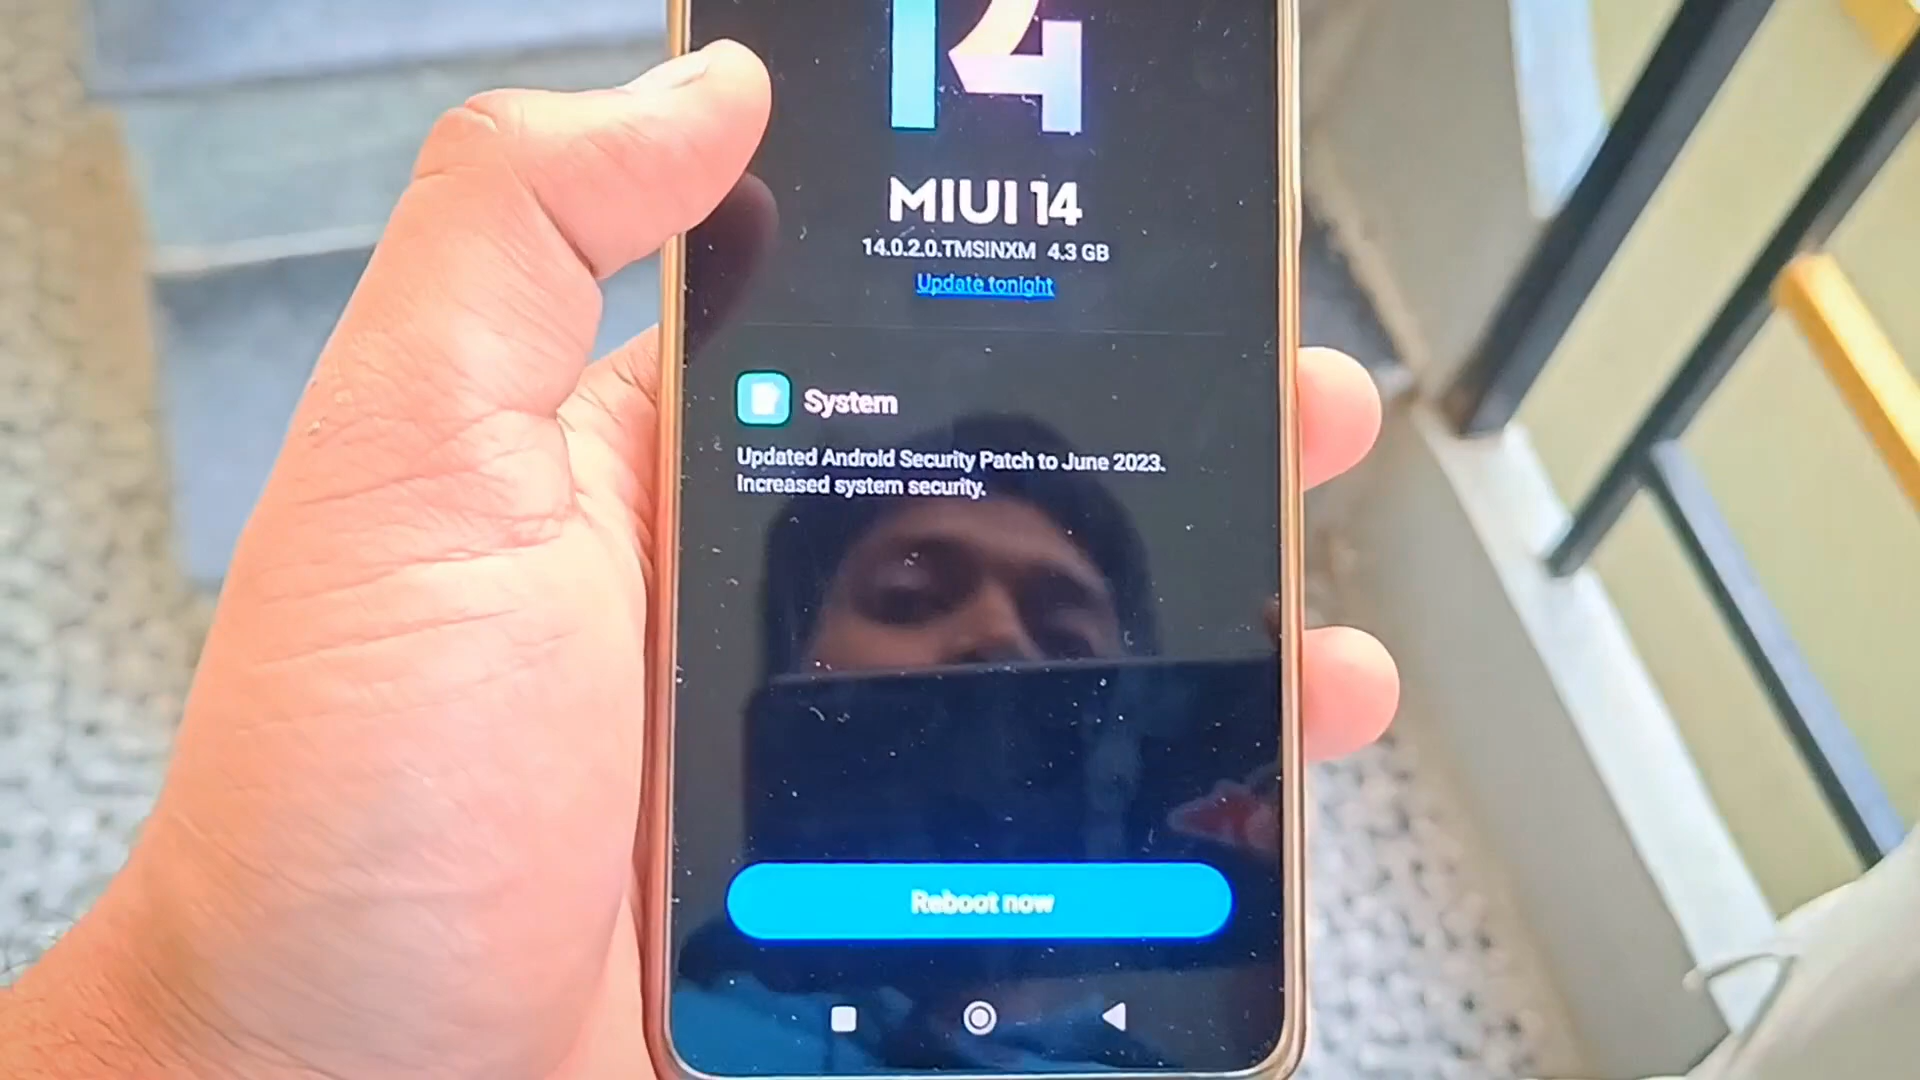 14
MIUI 14
14.0.2.0.TMSINXM 4.3 GB
Update tonight
System
Updated Android Security Patch to June 2023.
Increased system security.
Reboot now